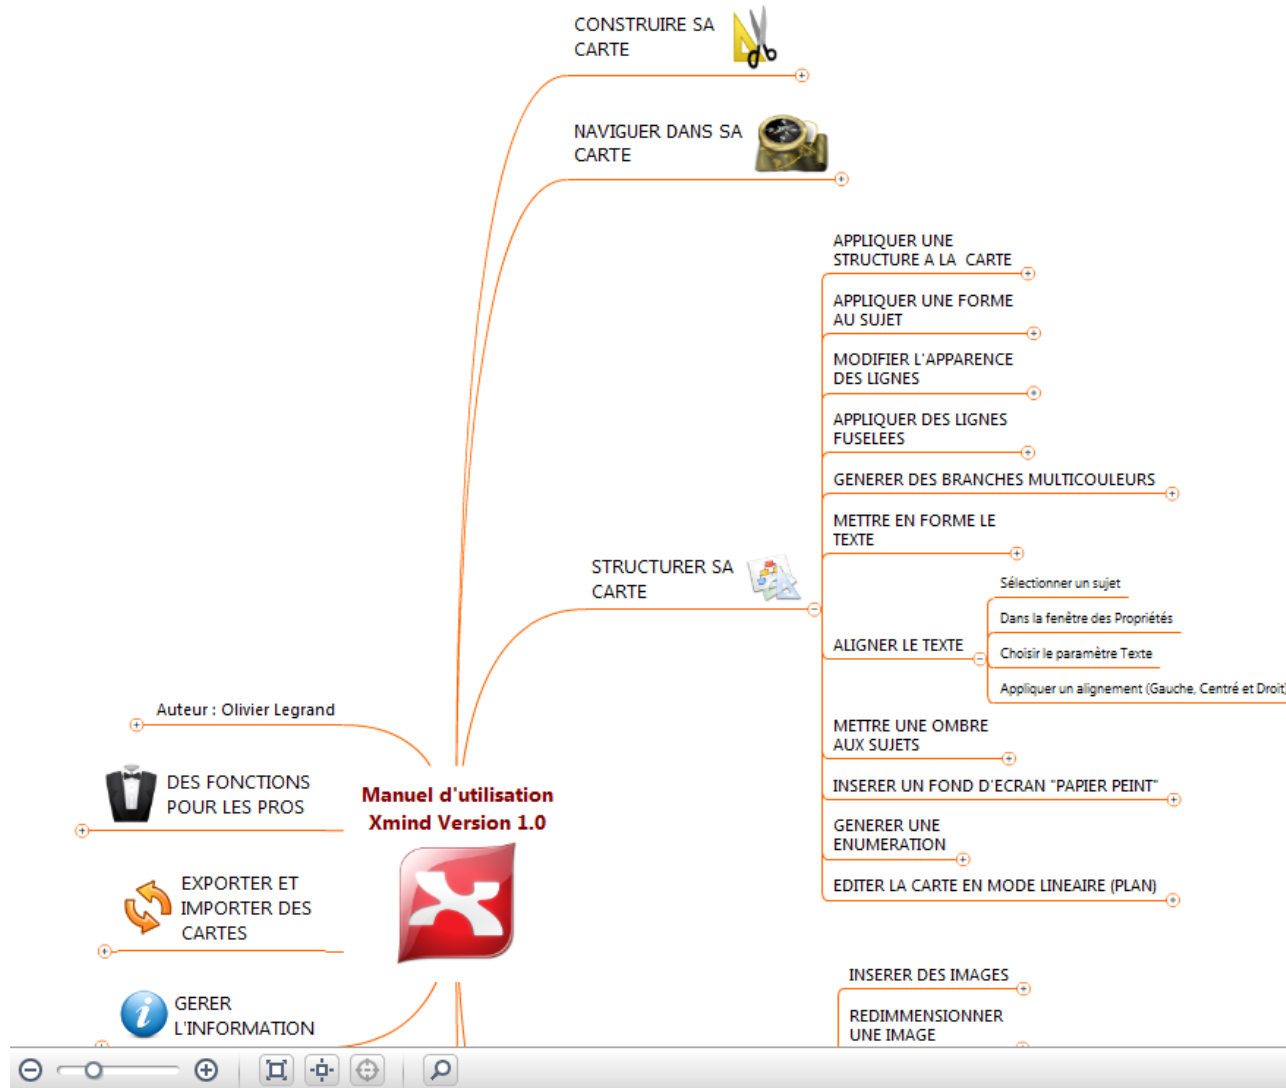 CONSTRUIRE SA
CARTE
NAVIGUER DANS SA
CARTE
APPLIQUER UNE
STRUCTURE A LA  CARTE
APPLIQUER UNE FORME
AU SUJET
MODIFIER L'APPARENCE
DES LIGNES
APPLIQUER DES LIGNES
FUSELEES
GENERER DES BRANCHES MULTICOULEURS
METTRE EN FORME LE
TEXTE
STRUCTURER SA
CARTE
Sélectionner un sujet
Dans la fenêtre des Propriétés
ALIGNER LE TEXTE
Choisir le paramètre Texte
Appliquer un alignement (Gauche, Centré et Droit)
METTRE UNE OMBRE
AUX SUJETS
INSERER UN FOND D'ECRAN "PAPIER PEINT"
GENERER UNE
ENUMERATION
EDITER LA CARTE EN MODE LINEAIRE (PLAN)
Auteur : Olivier Legrand
DES FONCTIONS
POUR LES PROS
Manuel d'utilisation
Xmind Version 1.0
EXPORTER ET
IMPORTER DES
CARTES
GERER
L'INFORMATION
INSERER DES IMAGES
REDIMMENSIONNER
UNE IMAGE